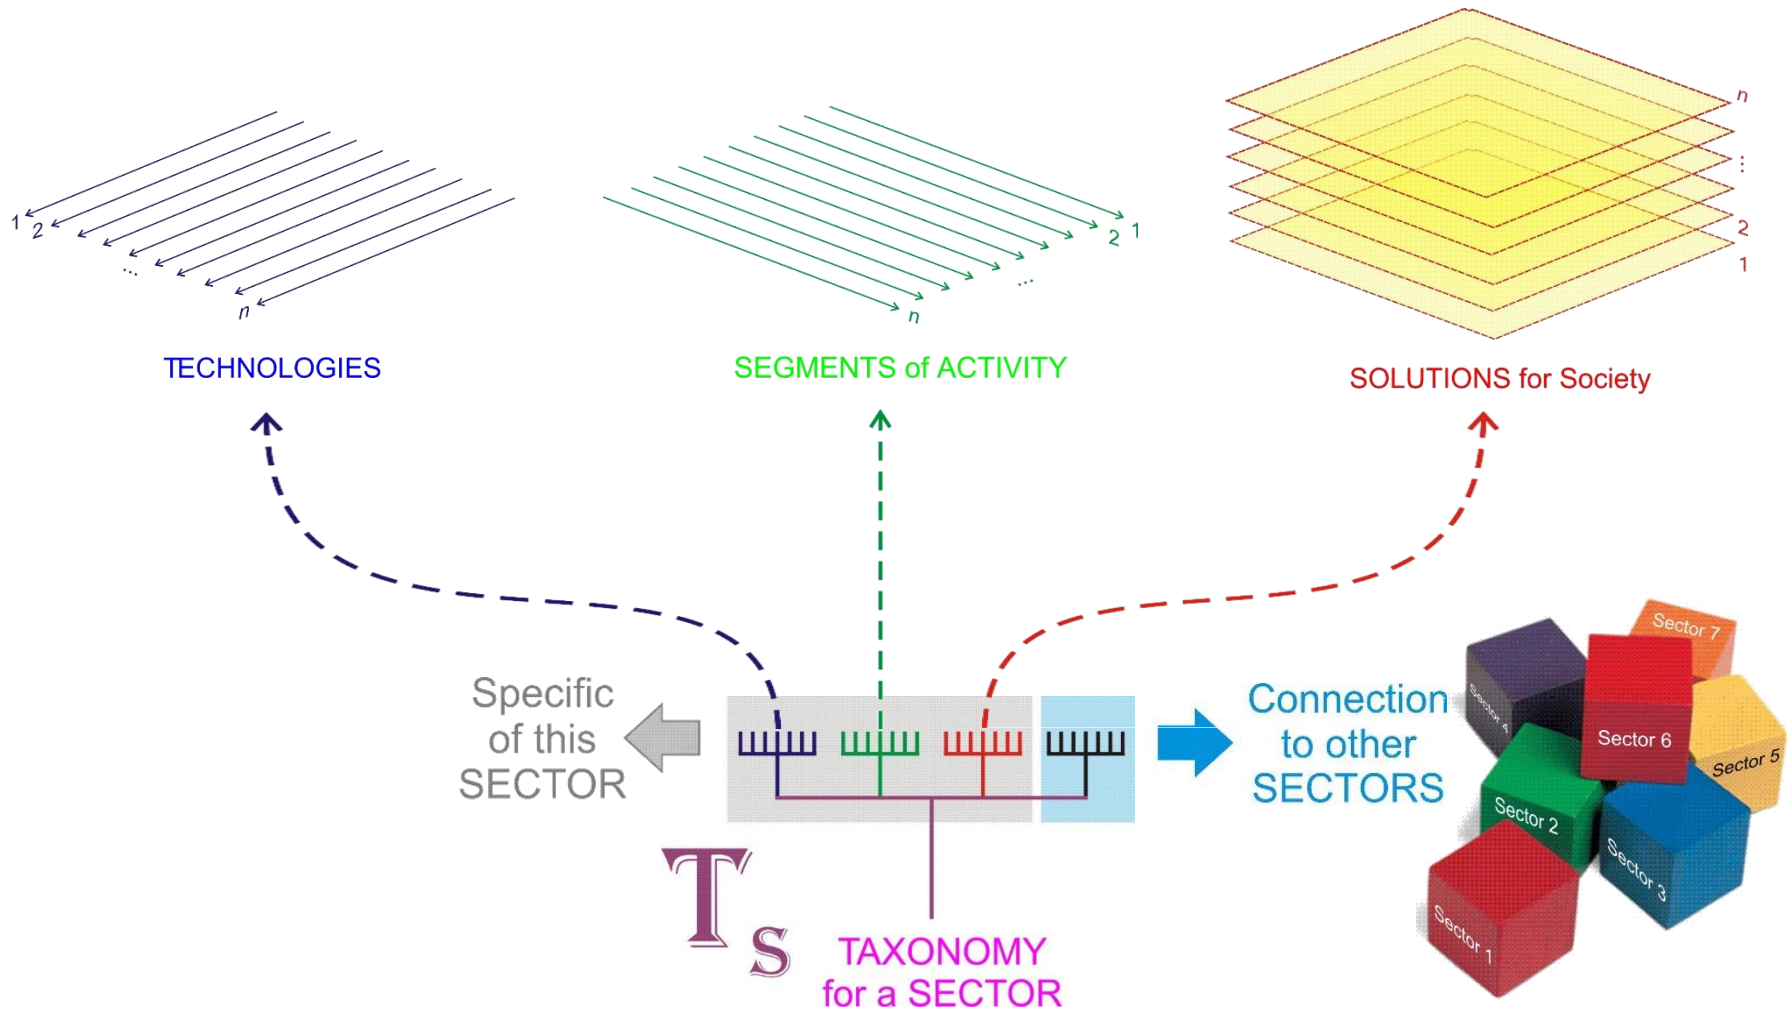 1
2
...
n
TECHNOLOGIES
1
2
...
n
SEGMENTS of ACTIVITY
n
...
2
1
SOLUTIONS for Society
Specific
of this
SECTOR
Connection
to other
SECTORS
Sector 7
Sector 4
Sector 6
Sector 5
Sector 2
Sector 3
Sector 1
Ts
TAXONOMY
for a SECTOR